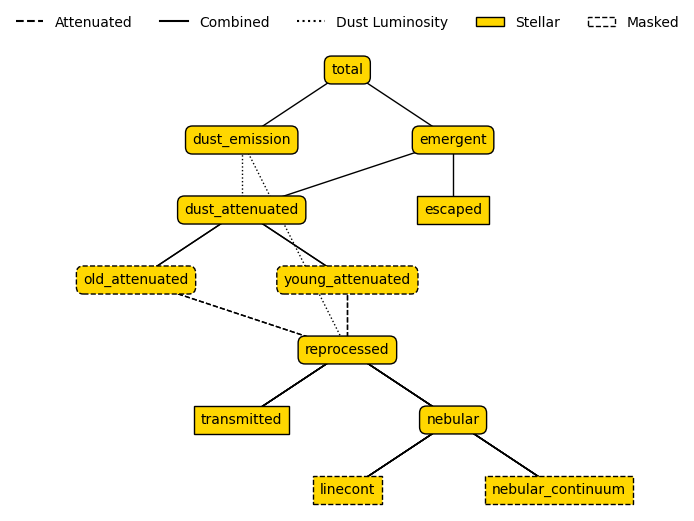 Attenuated Combined Dust Luminosity Stellar Masked
total
dust_emission emergent
dust_attenuated escaped
old_attenuated young_attenuated
reprocessed
transmitted nebular
linecont nebular_continuum